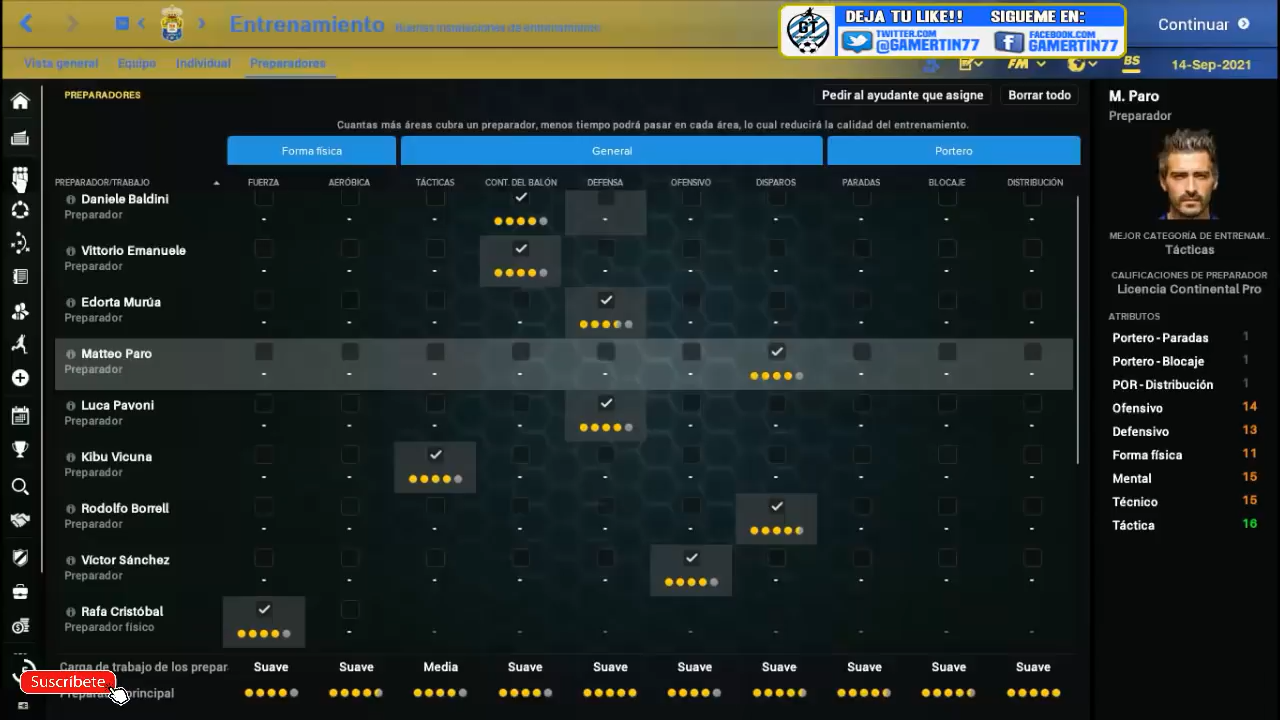 Entrenamiento
Buenas instalaciones de entrenamiento
GT
DEJA TU LIKE!! SIGUEME EN:
TWITTER.COM
@GAMERTIN77
FACEBOOK.COM
GAMERTIN77
Continuar
Vista general Equipo Individual Preparadores
FM
BS
14-Sep-2021
PREPARADORES
Pedir al ayudante que asigne Borrar todo
Cuantas más áreas cubra un preparador, menos tiempo podrá pasar en cada área, lo cual reducirá la calidad del entrenamiento.
Forma física General Portero
PREPARADOR/TRABAJO FUERZA AERÓBICA TÁCTICAS CONT. DEL BALÓN DEFENSA OFENSIVO DISPAROS PARADAS BLOCAJE DISTRIBUCIÓN
Daniele Baldini
Preparador - - - - - - - - -
Vittorio Emanuele
Preparador - - - - - - - - -
Edorta Murúa
Preparador - - - - - - - - -
Matteo Paro
Preparador - - - - - - - - -
Luca Pavoni
Preparador - - - - - - - - -
Kibu Vicuna
Preparador - - - - - - - - -
Rodolfo Borrell
Preparador - - - - - - - - -
Víctor Sánchez
Preparador - - - - - - - - -
Rafa Cristóbal
Preparador físico - - - - - - - - -
Carga de trabajo de los prepar Suave Suave Media Suave Suave Suave Suave Suave Suave Suave
Suscríbete
principal
M. Paro
Preparador
MEJOR CATEGORÍA DE ENTRENAM...
Tácticas
CALIFICACIONES DE PREPARADOR
Licencia Continental Pro
ATRIBUTOS
Portero - Paradas 1
Portero - Blocaje 1
POR - Distribución 1
Ofensivo 14
Defensivo 13
Forma física 11
Mental 15
Técnico 15
Táctica 16